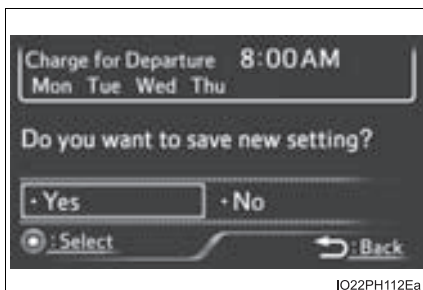 Charge for Departure 8:00AM
Mon Tue Wed Thu
Do you want to save new setting?
· Yes · No
: Select : Back
IO22PH112Ea